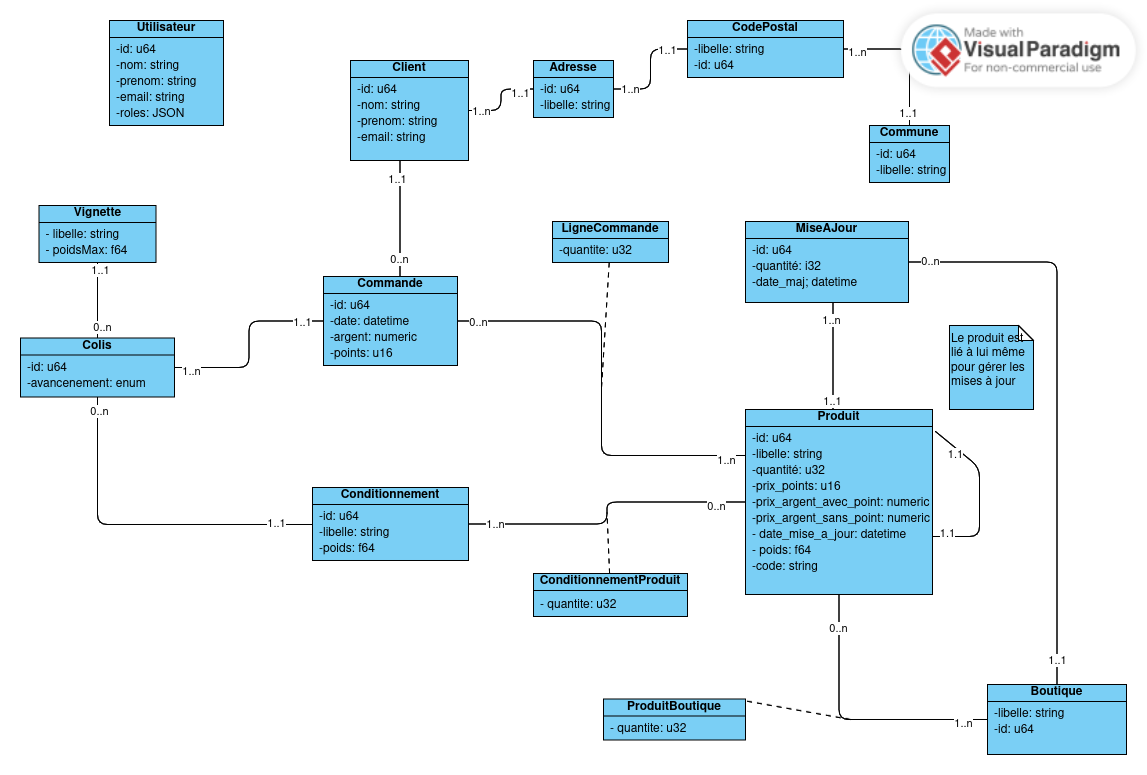 Utilisateur
-id: u64
-nom: string
-prenom: string
-email: string
-roles: JSON
Client
-id: u64
-nom: string
-prenom: string
-email: string
1..n
1..1
Adresse
-id: u64
-libelle: string
1..n
1..1
CodePostal
-libelle: string
-id: u64
1..n
Made with
Visual Paradigm
For non-commercial use
1..1
Commune
-id: u64
-libelle: string
1..1
0..n
Vignette
- libelle: string
- poidsMax: f64
1..1
0..n
Colis
-id: u64
-avancenement: enum
1..n
1..1
0..n
Commande
-id: u64
-date: datetime
-argent: numeric
-points: u16
0..n
1..n
LigneCommande
-quantite: u32
MiseAJour
-id: u64
-quantité: i32
-date_maj; datetime
0..n
1..n
1..1
Le produit est
lié à lui même
pour gérer les
mises à jour
Produit
-id: u64
-libelle: string
-quantité: u32
-prix_points: u16
-prix_argent_avec_point: numeric
-prix_argent_sans_point: numeric
- date_mise_a_jour: datetime
- poids: f64
-code: string
1.1
1.1
1..1
Conditionnement
-id: u64
-libelle: string
-poids: f64
1..n
0..n
ConditionnementProduit
- quantite: u32
0..n
1..1
ProduitBoutique
- quantite: u32
1..n
Boutique
-libelle: string
-id: u64